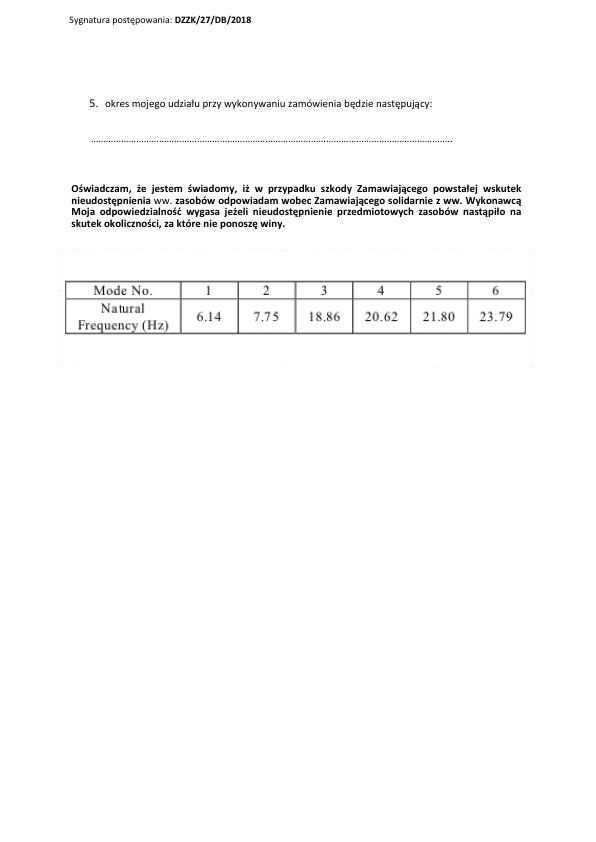 Sygnatura postępowania: DZZK/27/DB/2018
5. okres mojego udziału przy wykonywaniu zamówienia będzie następujący:
……………………………………………………………………………………………………………………………..
Oświadczam, że jestem świadomy, iż w przypadku szkody Zamawiającego powstałej wskutek
nieudostępnienia ww. zasobów odpowiadam wobec Zamawiającego solidarnie z ww. Wykonawcą
Moja odpowiedzialność wygasa jeżeli nieudostępnienie przedmiotowych zasobów nastąpiło na
skutek okoliczności, za które nie ponoszę winy.
Mode No. 1 2 3 4 5 6
Natural
Frequency (Hz) 6.14 7.75 18.86 20.62 21.80 23.79